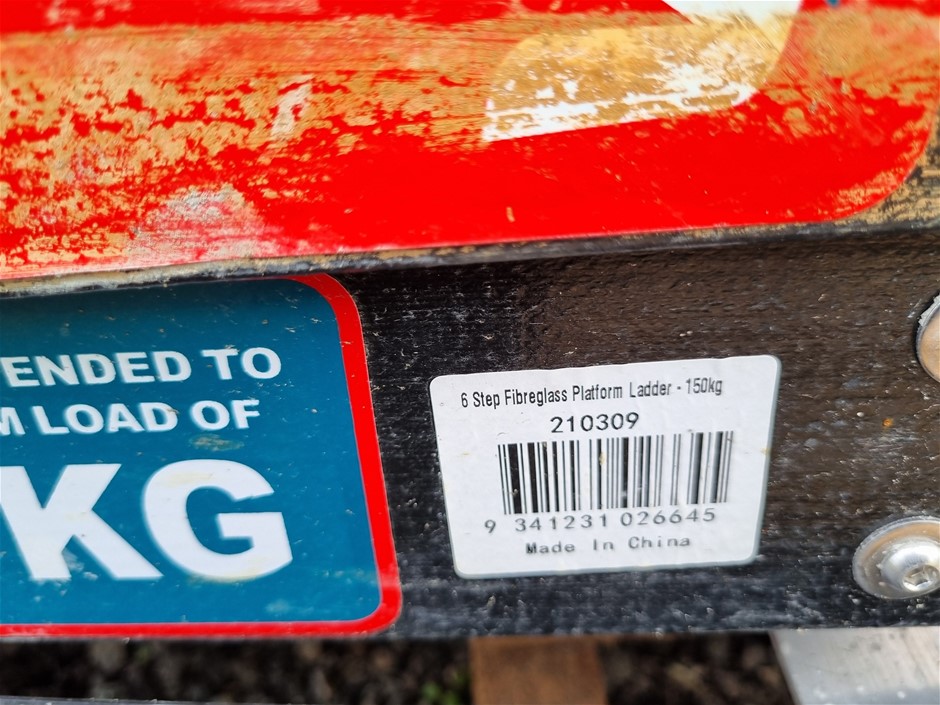 ENDED TO
M LOAD OF
KG
6 Step Fibreglass Platform Ladder - 150kg
210309
9 341231 026645
Made In China